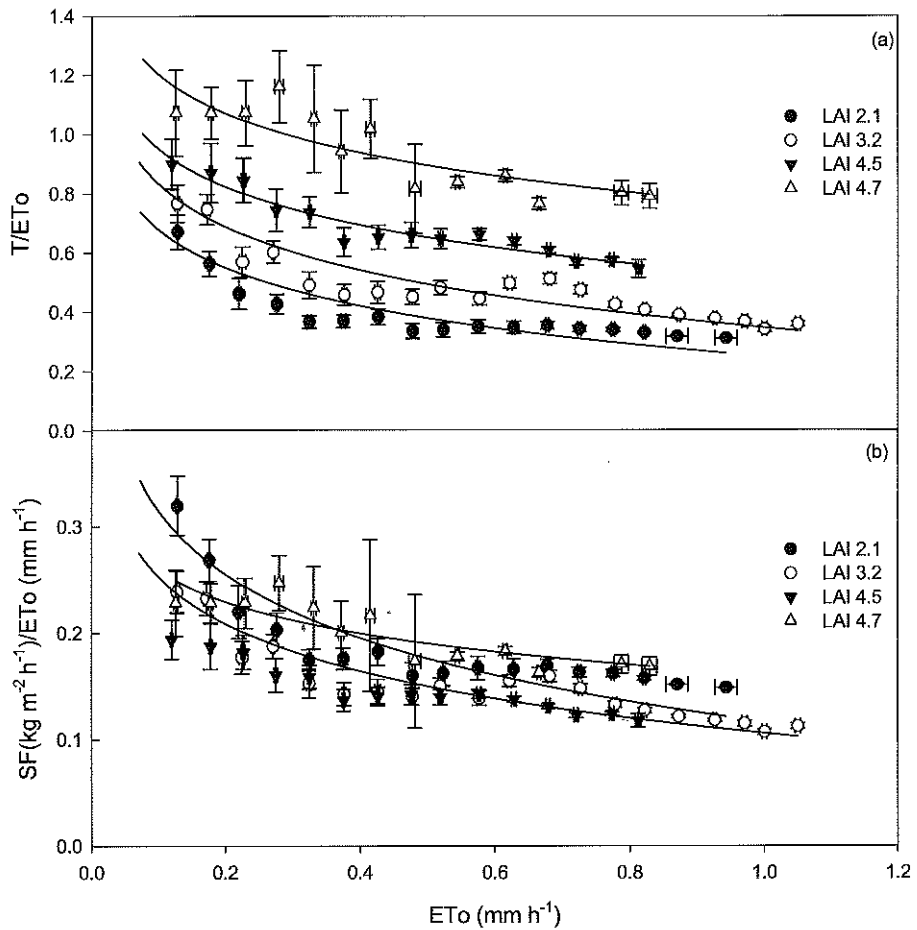 (a)
1.4
1.2
1.0
0.8
0.6
0.4
0.2
0.0
T/ETo
LAI 2.1
LAI 3.2
LAI 4.5
LAI 4.7
(b)
0.3
0.2
0.1
0.0
SF(kg m⁻² h⁻¹)/ETo (mm h⁻¹)
LAI 2.1
LAI 3.2
LAI 4.5
LAI 4.7
0.0 0.2 0.4 0.6 0.8 1.0 1.2
ETo (mm h⁻¹)